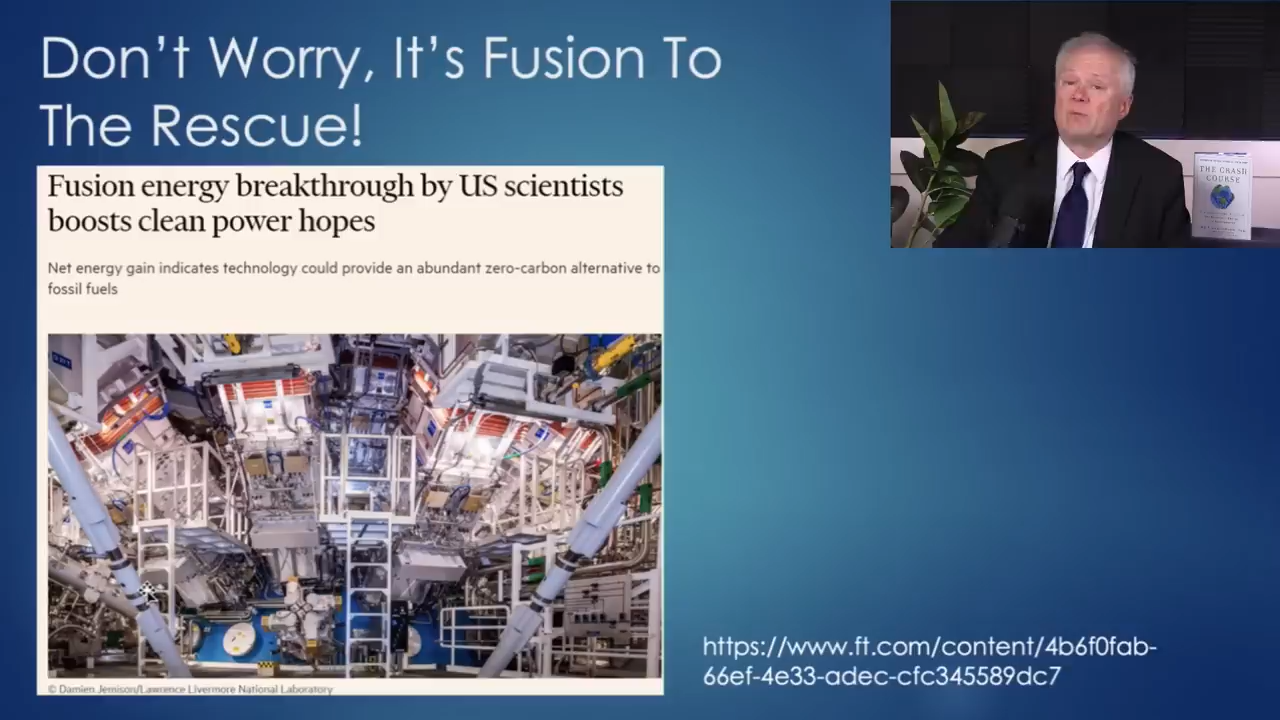 Don't Worry, It's Fusion To
The Rescue!
Fusion energy breakthrough by US scientists
boosts clean power hopes
Net energy gain indicates technology could provide an abundant zero-carbon alternative to
fossil fuels
© Damien Jemison/Lawrence Livermore National Laboratory
THE CRASH
COURSE
https://www.ft.com/content/4b6f0fab-
66ef-4e33-adec-cfc345589dc7